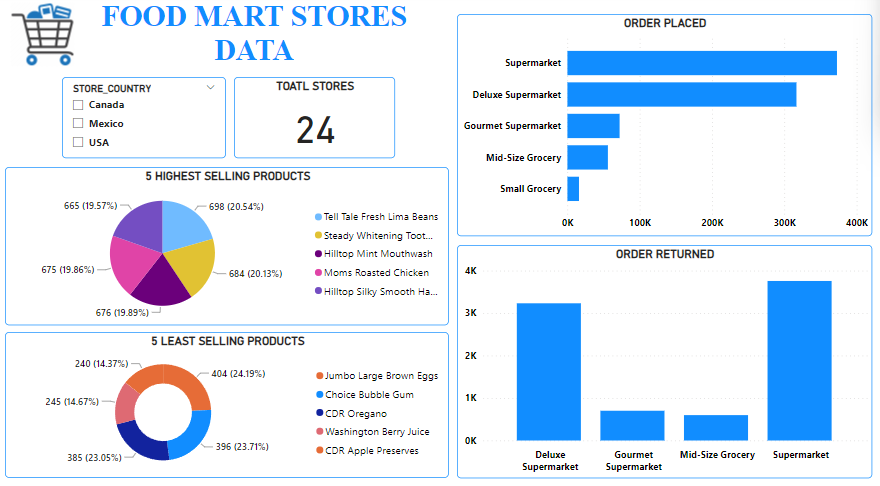 FOOD MART STORES
DATA
STORE_COUNTRY
Canada
Mexico
USA
TOATL STORES
24
5 HIGHEST SELLING PRODUCTS
665 (19.57%)
698 (20.54%)
675 (19.86%)
684 (20.13%)
676 (19.89%)
Tell Tale Fresh Lima Beans
Steady Whitening Toot...
Hilltop Mint Mouthwash
Moms Roasted Chicken
Hilltop Silky Smooth Ha...
5 LEAST SELLING PRODUCTS
240 (14.37%)
404 (24.19%)
245 (14.67%)
396 (23.71%)
385 (23.05%)
Jumbo Large Brown Eggs
Choice Bubble Gum
CDR Oregano
Washington Berry Juice
CDR Apple Preserves
ORDER PLACED
Supermarket
Deluxe Supermarket
Gourmet Supermarket
Mid-Size Grocery
Small Grocery
0K 100K 200K 300K 400K
ORDER RETURNED
4K
3K
2K
1K
0K
Deluxe
Supermarket
Gourmet
Supermarket
Mid-Size Grocery
Supermarket